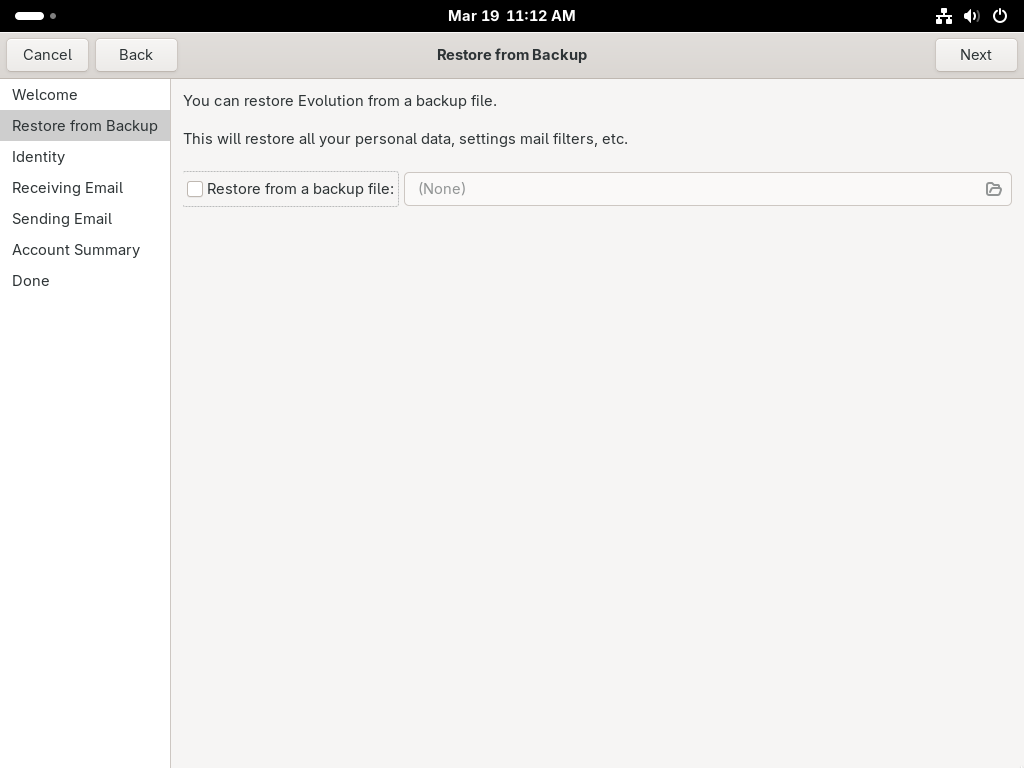 Mar 19 11:12 AM
Cancel
Back
Restore from Backup
Next
Welcome
Restore from Backup
Identity
Receiving Email
Sending Email
Account Summary
Done
You can restore Evolution from a backup file.
This will restore all your personal data, settings mail filters, etc.
Restore from a backup file:
(None)